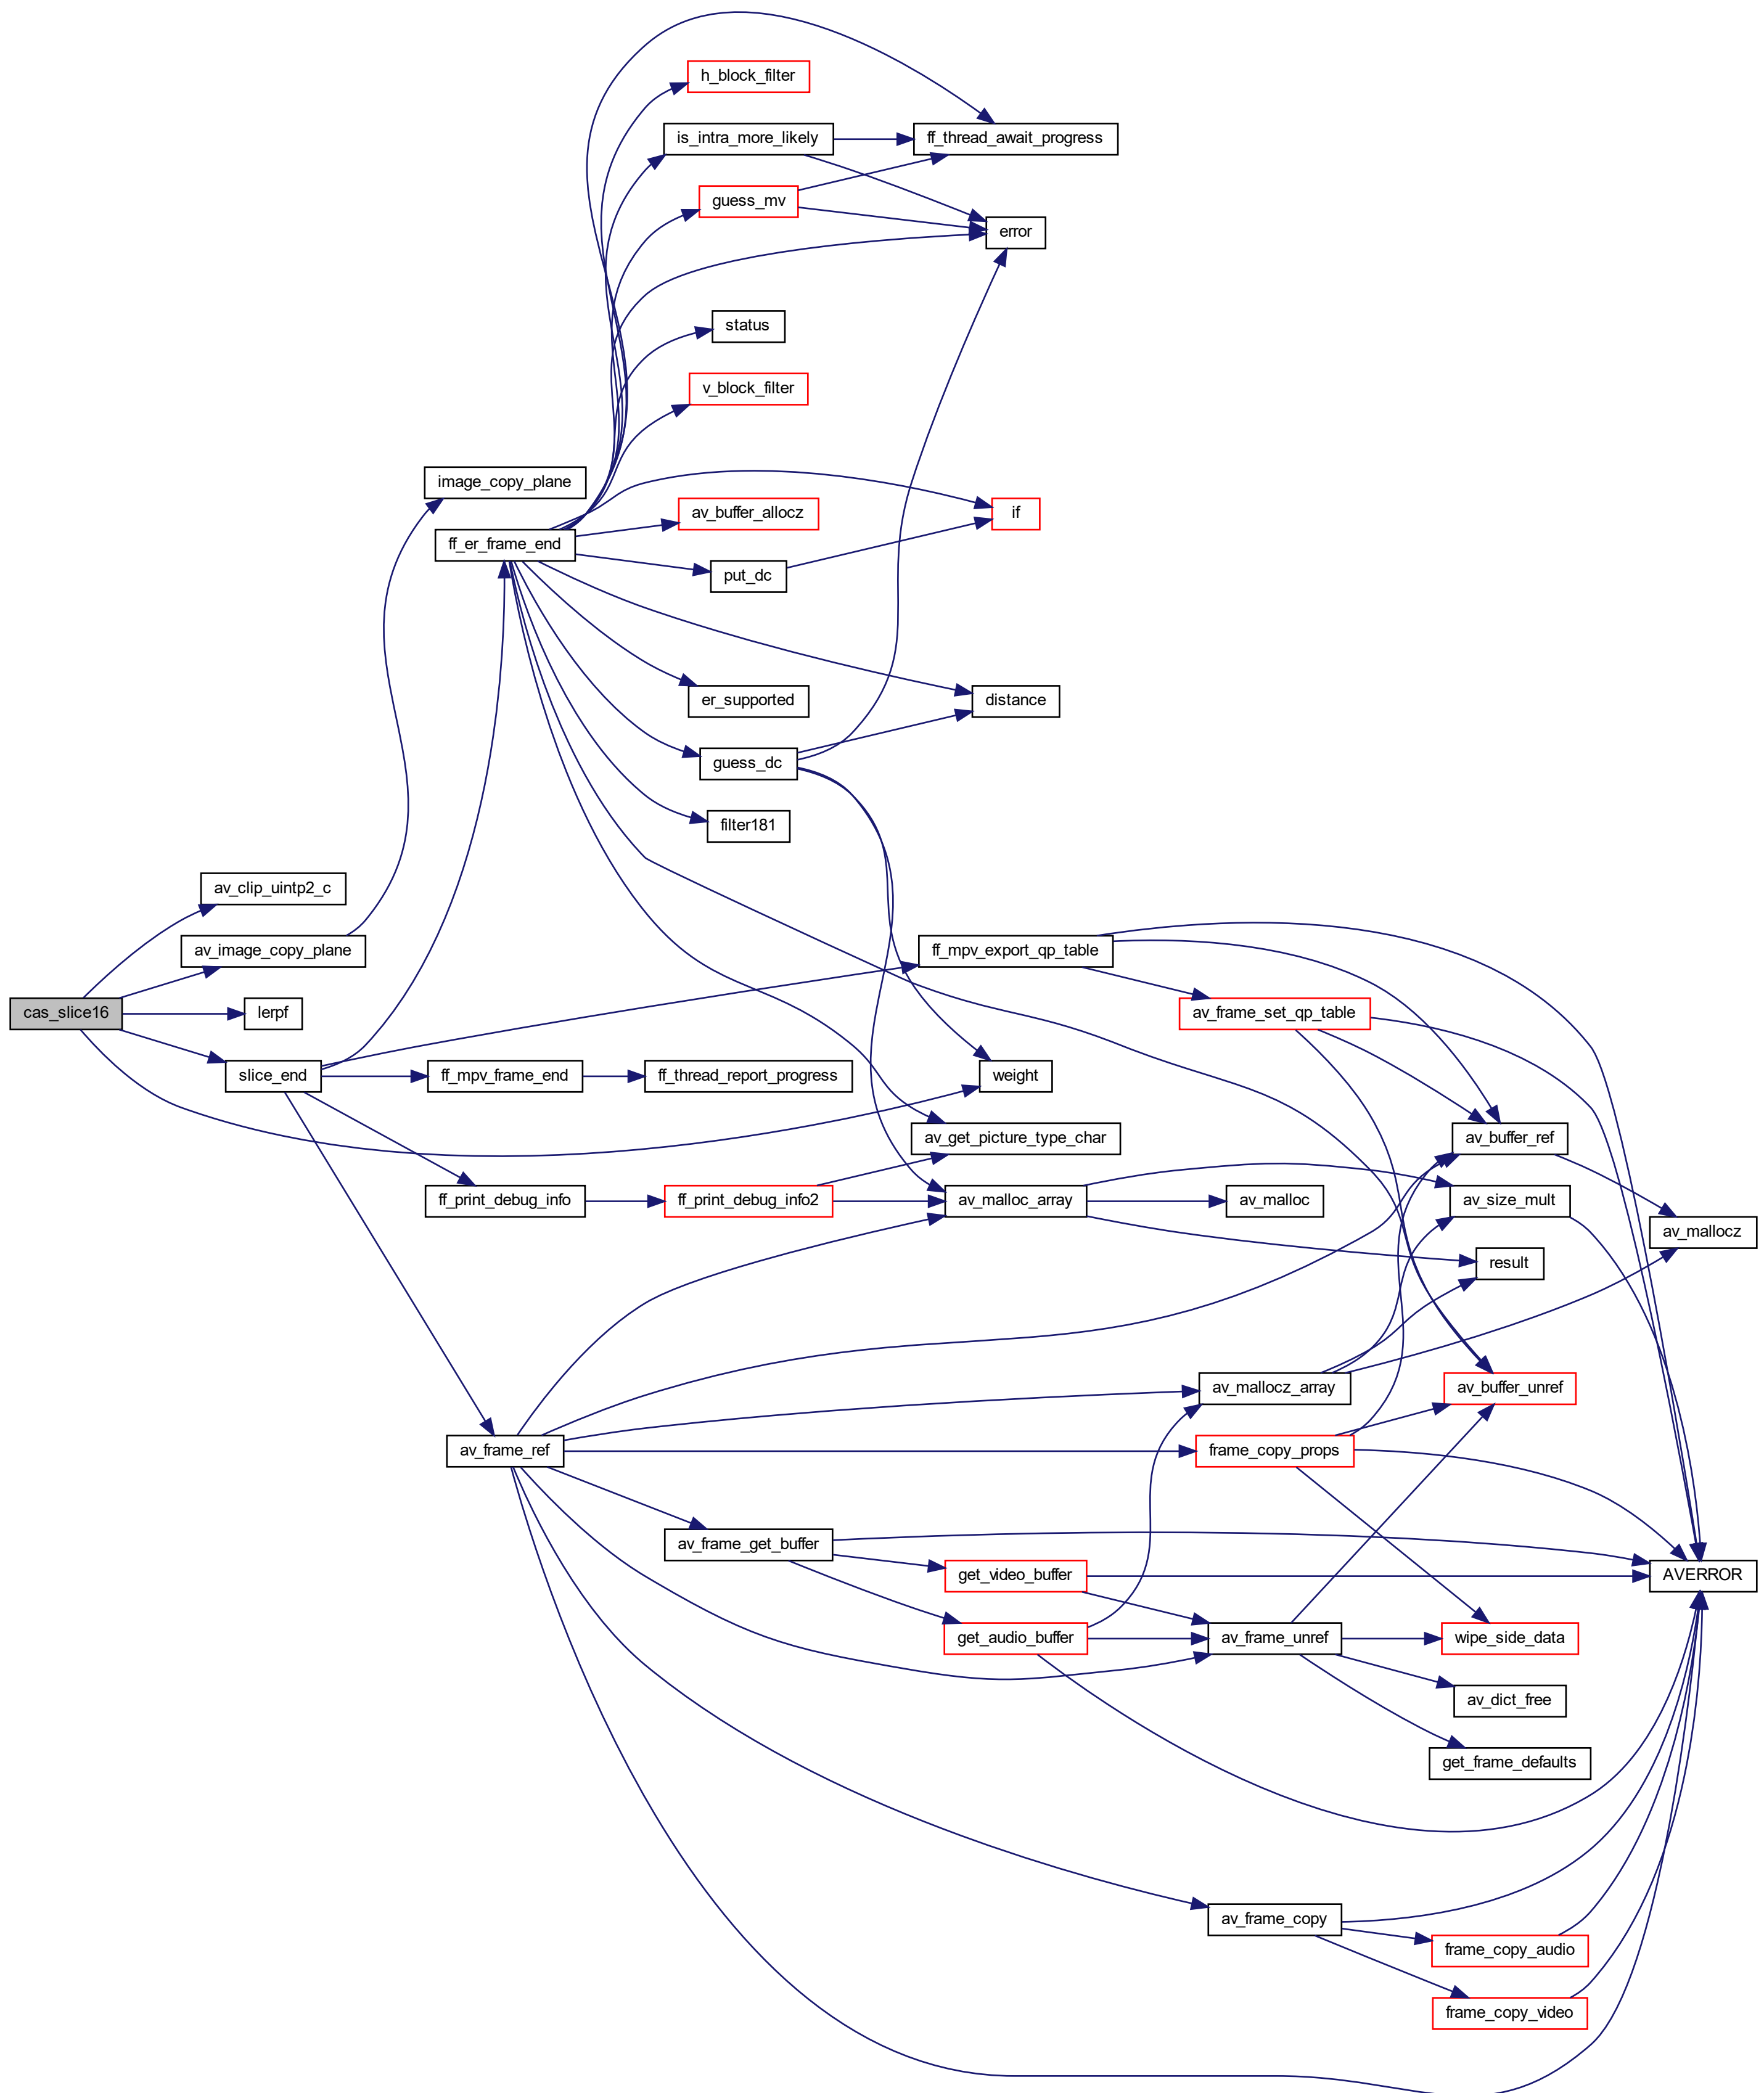 h_block_filter
is_intra_more_likely
ff_thread_await_progress
guess_mv
error
status
v_block_filter
image_copy_plane
av_buffer_allocz
if
ff_er_frame_end
put_dc
er_supported
distance
guess_dc
filter181
av_clip_uintp2_c
av_image_copy_plane
ff_mpv_export_qp_table
cas_slice16
lerpf
av_frame_set_qp_table
slice_end
ff_mpv_frame_end
ff_thread_report_progress
weight
av_get_picture_type_char
av_buffer_ref
ff_print_debug_info
ff_print_debug_info2
av_malloc_array
av_malloc
av_size_mult
av_mallocz
result
av_mallocz_array
av_buffer_unref
av_frame_ref
frame_copy_props
av_frame_get_buffer
get_video_buffer
AVERROR
get_audio_buffer
av_frame_unref
wipe_side_data
av_dict_free
get_frame_defaults
av_frame_copy
frame_copy_audio
frame_copy_video